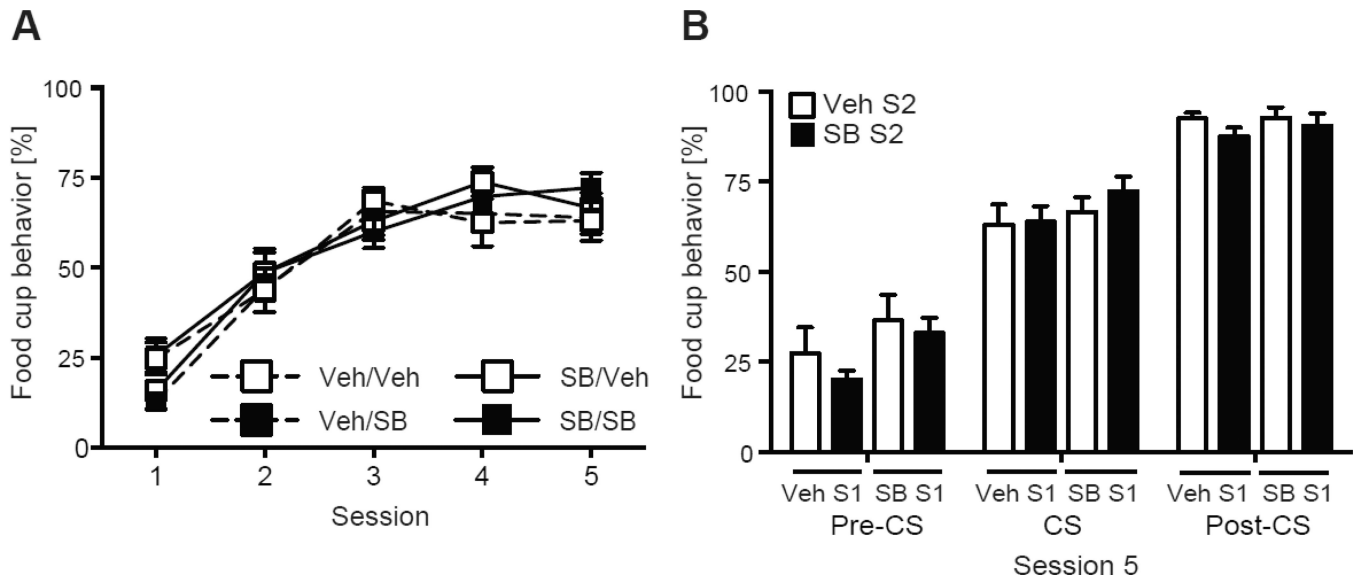 A
Food cup behavior [%]
100
75
50
25
0
Veh/Veh
SB/Veh
Veh/SB
SB/SB
1 2 3 4 5
Session
B
Food cup behavior [%]
100
75
50
25
0
Veh S2
SB S2
Veh S1 SB S1 Veh S1 SB S1 Veh S1 SB S1
Pre-CS CS Post-CS
Session 5